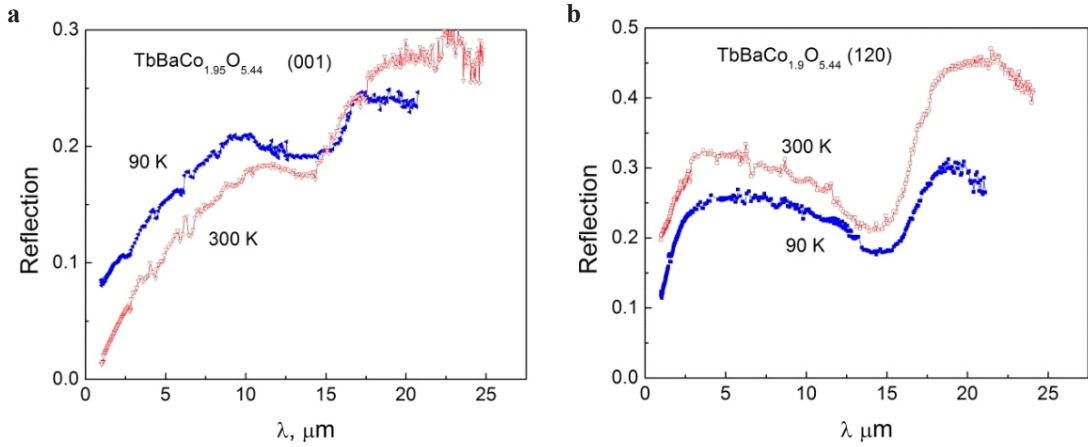 a
TbBaCo1.95O5.44 (001)
90 K
300 K
Reflection
0.3
0.2
0.1
0.0
0 5 10 15 20 25
λ, μm
b
TbBaCo1.9O5.44 (120)
300 K
90 K
Reflection
0.5
0.4
0.3
0.2
0.1
0.0
0 5 10 15 20 25
λ μm